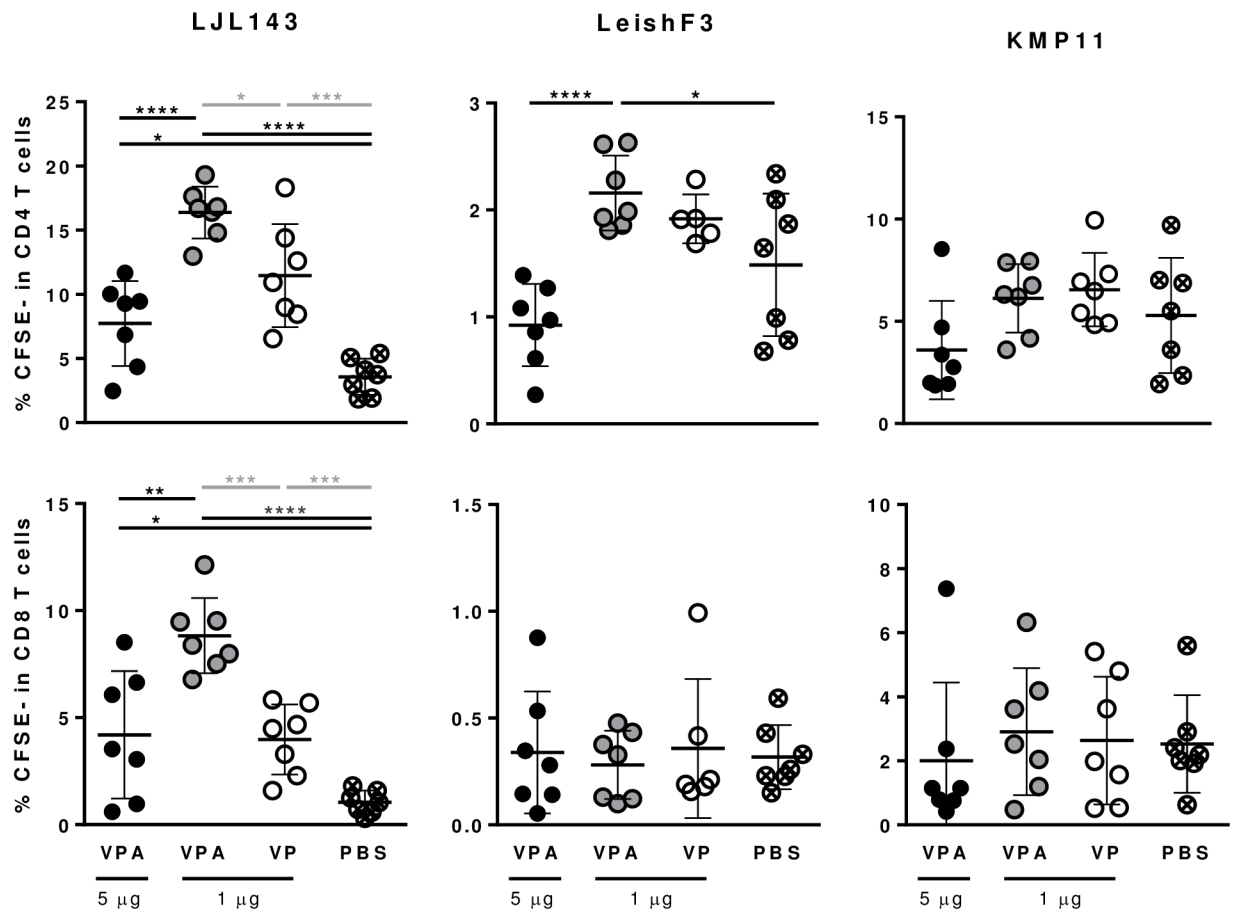 LJL143
LeishF3
KMP11
% CFSE- in CD4 T cells
25
20
15
10
5
0
**** * ***
****
*
3
2
1
0
**** *
15
10
5
0
% CFSE- in CD8 T cells
15
10
5
0
** *** ***
****
*
1.5
1.0
0.5
0.0
10
8
6
4
2
0
VPA VPA VP PBS
5 µg 1 µg
VPA VPA VP PBS
5 µg 1 µg
VPA VPA VP PBS
5 µg 1 µg